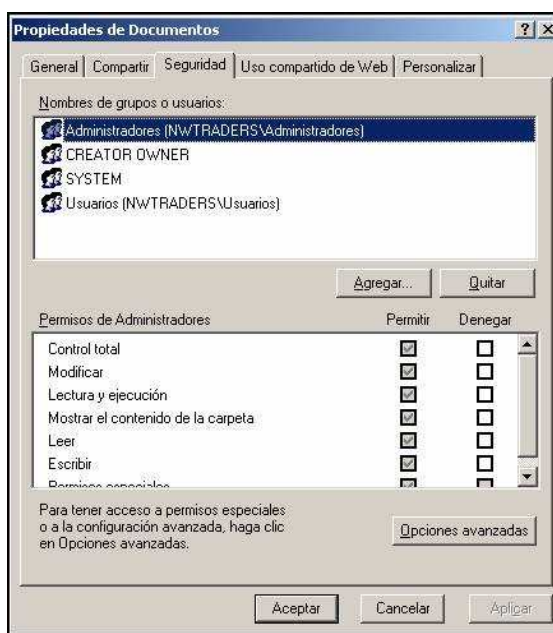 Propiedades de Documentos
General Compartir Seguridad Uso compartido de Web Personalizar
Nombres de grupos o usuarios:
Administradores (NWTRADERS\Administradores)
CREATOR OWNER
SYSTEM
Usuarios (NWTRADERS\Usuarios)
Agregar... Quitar
Permisos de Administradores Permitir Denegar
Control total
Modificar
Lectura y ejecución
Mostrar el contenido de la carpeta
Leer
Escribir
Permisos especiales
Para tener acceso a permisos especiales
o a la configuración avanzada, haga clic
en Opciones avanzadas.
Opciones avanzadas
Aceptar Cancelar Aplicar